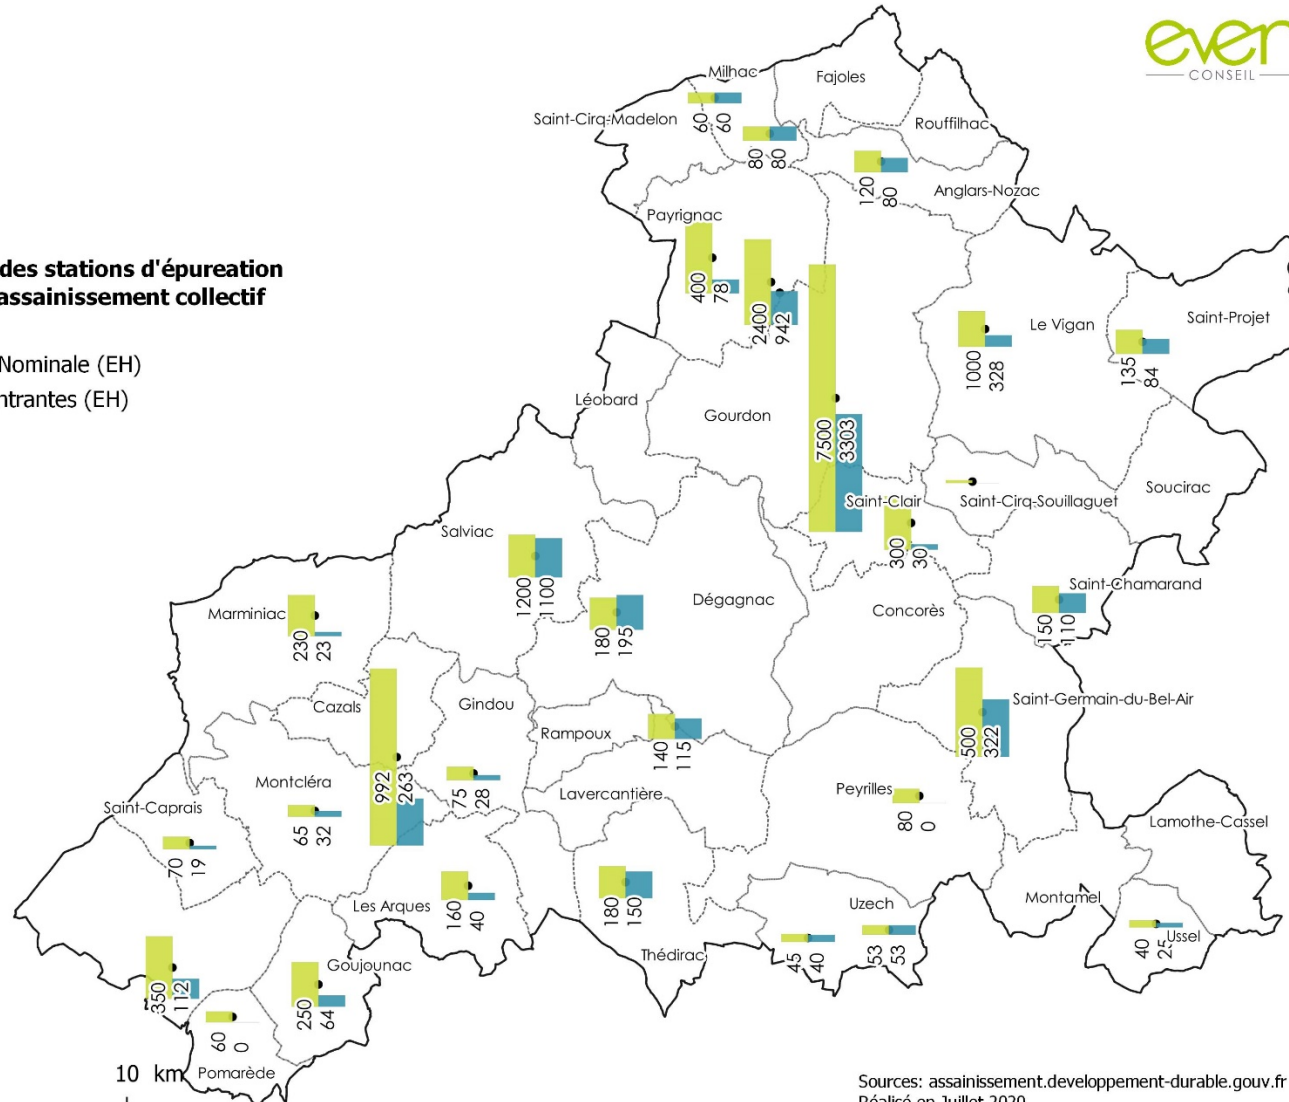 ever
CONSEIL
Milhac
Fajoles
60
60
Saint-Cirq-Madelon
Rouffilhac
80
80
120
80
Anglars-Nozac
Payrignac
des stations d'épureation
assainissement collectif
400
78
2400
942
Le Vigan
Saint-Projet
1000
328
135
84
Nominale (EH)
ntrantes (EH)
Léobard
Gourdon
7500
3303
Saint-Clair
Saint-Cirq-Souillaguet
Soucirac
Salviac
300
30
1200
1100
Saint-Chamarand
Marminiac
Dégagnac
Concorès
230
23
180
195
150
110
Cazals
Gindou
Saint-Germain-du-Bel-Air
Rampoux
140
115
500
322
992
263
Montcléra
75
28
Lavercantière
Peyrilles
Saint-Caprais
65
32
80
0
Lamothe-Cassel
70
19
Les Arques
160
40
180
150
Uzech
Montamel
45
40
53
53
40
25
Ussel
Thédirac
Goujounac
350
112
250
64
60
0
10 km
Pomarède
Sources: assainissement.developpement-durable.gouv.fr